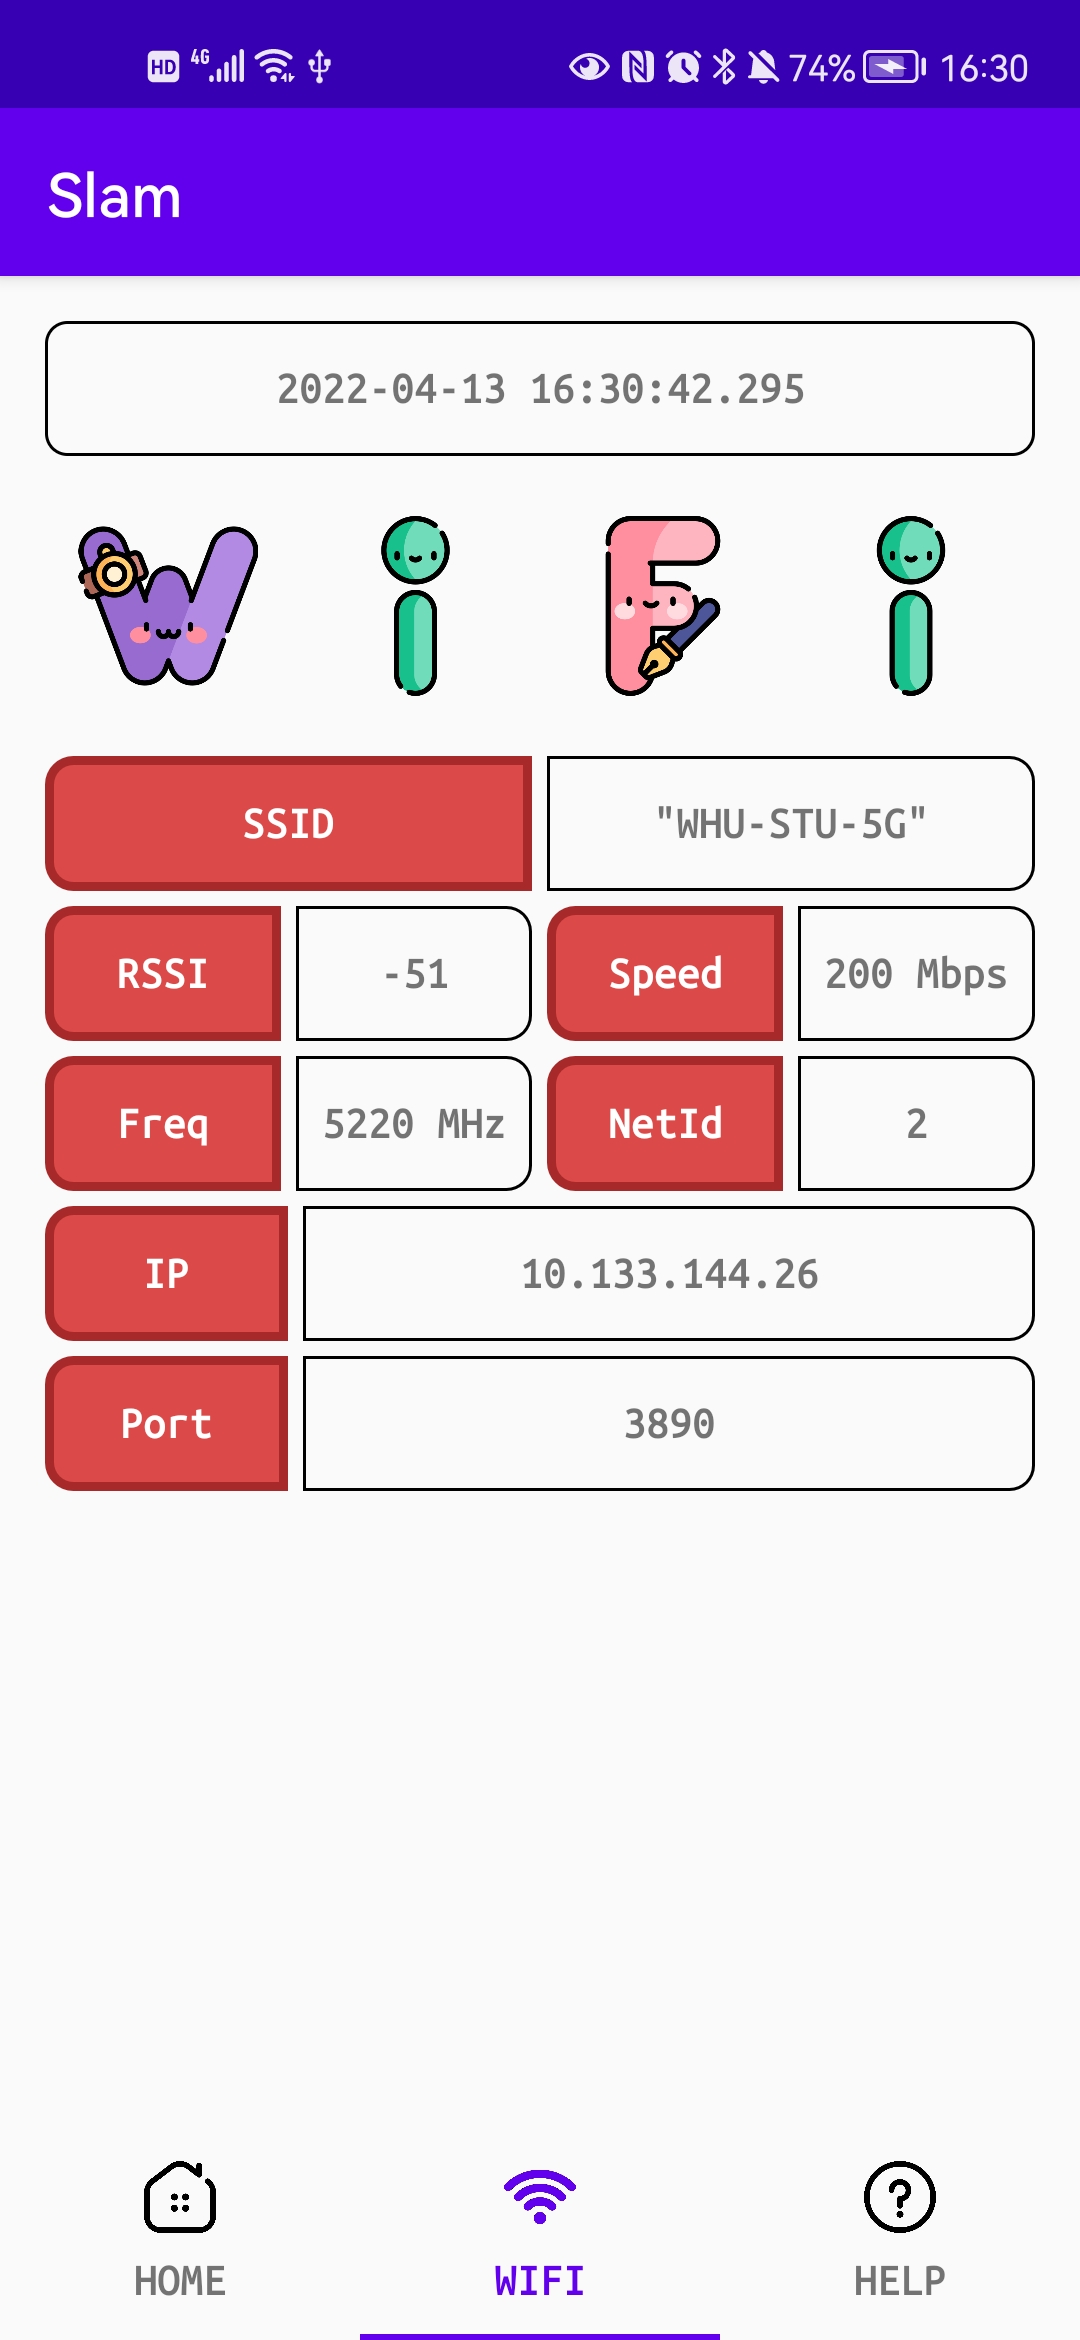 HD 4G 74% 16:30
Slam
2022-04-13 16:30:42.295
WiFi
SSID "WHU-STU-5G"
RSSI -51 Speed 200 Mbps
Freq 5220 MHz NetId 2
IP 10.133.144.26
Port 3890
HOME WIFI HELP